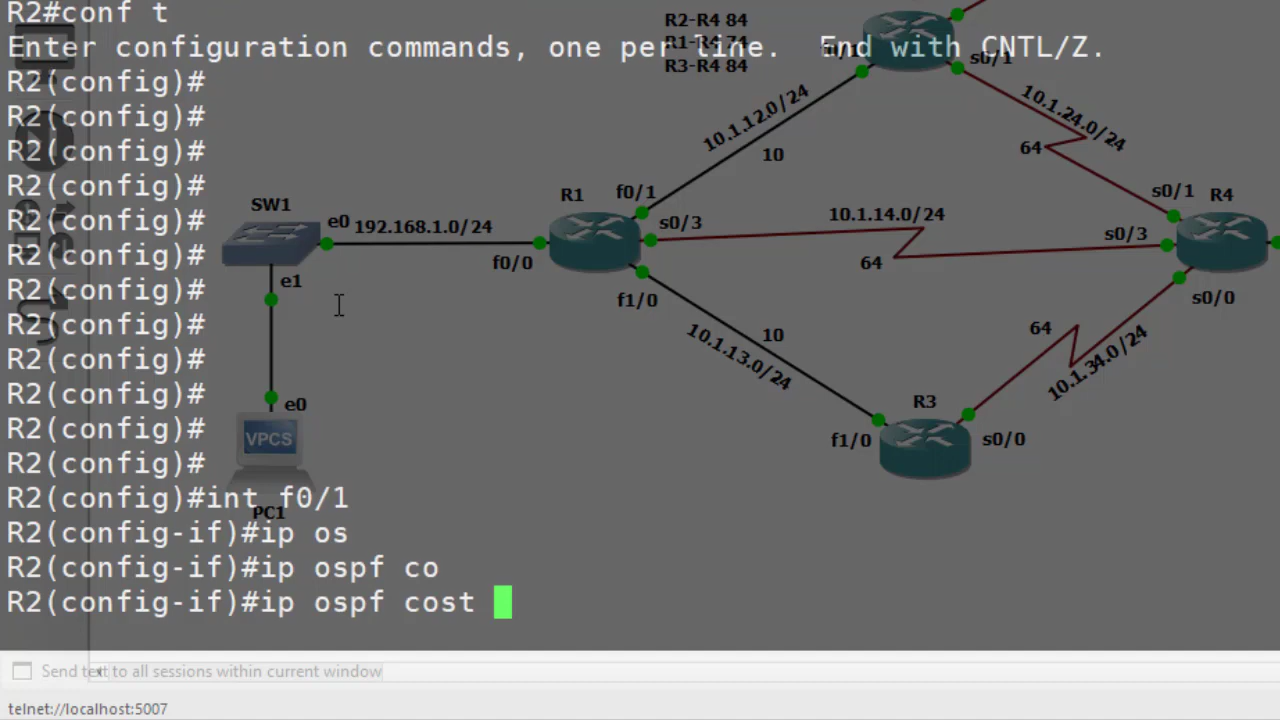 R2#conf t
Enter configuration commands, one per line.  End with CNTL/Z.
R2(config)#
R2(config)#
R2(config)#
R2(config)#
R2(config)#
R2(config)#
R2(config)#
R2(config)#
R2(config)#
R2(config)#
R2(config)#
R2(config)#
R2(config)#int f0/1
R2(config-if)#ip os
R2(config-if)#ip ospf co
R2(config-if)#ip ospf cost
R2-R4 84
R1-R4 74
R3-R4 84
s0/1
10.1.12.0/24
10
10.1.24.0/24
64
SW1
e0
192.168.1.0/24
e1
R1
f0/1
s0/3
f0/0
f1/0
10.1.14.0/24
64
s0/1
R4
s0/3
s0/0
10
10.1.13.0/24
64
10.1.34.0/24
R3
f1/0
s0/0
e0
VPCS
PC1
Send text to all sessions within current window
telnet://localhost:5007